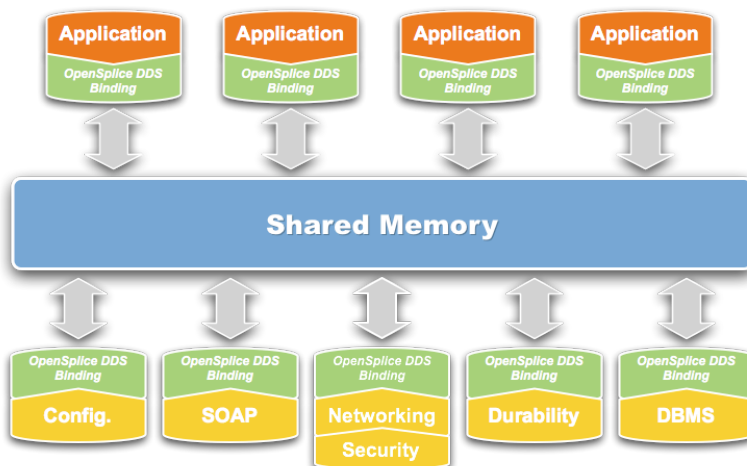 Application
OpenSplice DDS
Binding
Application
OpenSplice DDS
Binding
Application
OpenSplice DDS
Binding
Application
OpenSplice DDS
Binding
Shared Memory
OpenSplice DDS
Binding
Config.
OpenSplice DDS
Binding
SOAP
OpenSplice DDS
Binding
Networking
Security
OpenSplice DDS
Binding
Durability
OpenSplice DDS
Binding
DBMS